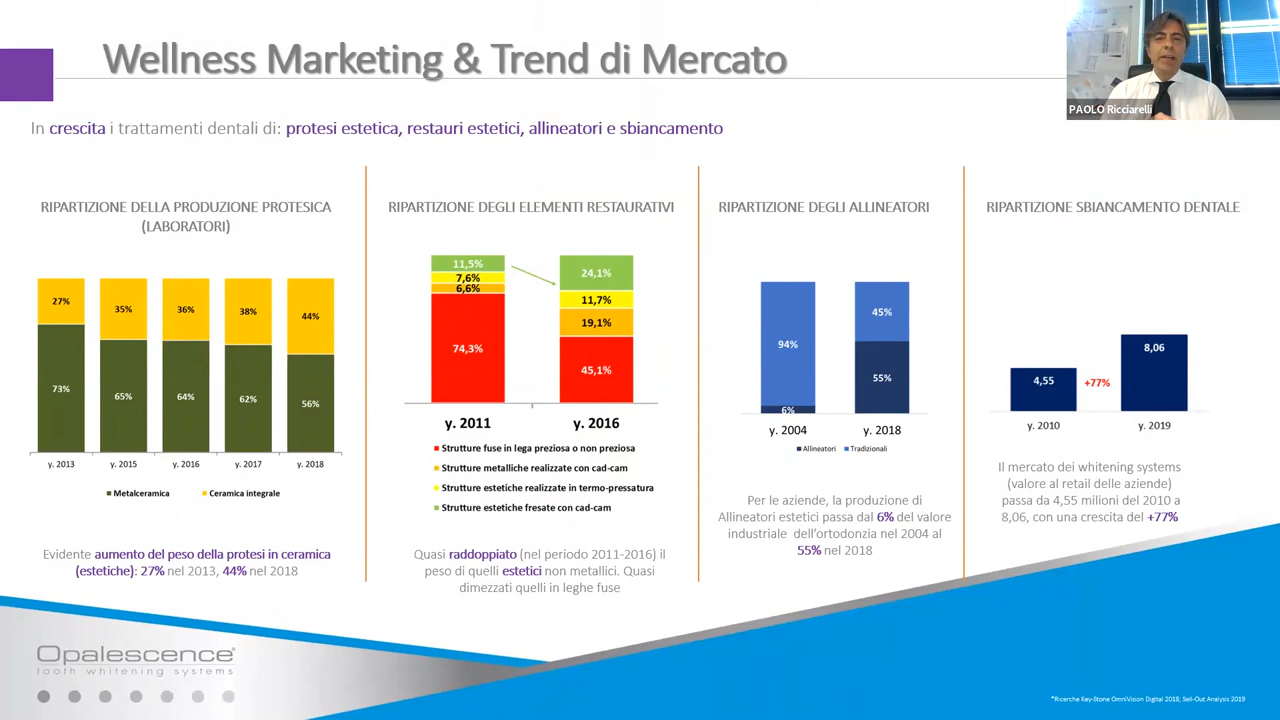 Wellness Marketing & Trend di Mercato
PAOLO Ricciarelli
In crescita i trattamenti dentali di: protesi estetica, restauri estetici, allineatori e sbiancamento
RIPARTIZIONE DELLA PRODUZIONE PROTESICA
(LABORATORI)
27%
35%
36%
38%
44%
73%
65%
64%
62%
56%
y. 2013
y. 2015
y. 2016
y. 2017
y. 2018
Metalceramica
Ceramica integrale
Evidente aumento del peso della protesi in ceramica
(estetiche): 27% nel 2013, 44% nel 2018
RIPARTIZIONE DEGLI ELEMENTI RESTAURATIVI
11,5%
7,6%
6,6%
74,3%
24,1%
11,7%
19,1%
45,1%
y. 2011
y. 2016
Strutture fuse in lega preziosa o non preziosa
Strutture metalliche realizzate con cad-cam
Strutture estetiche realizzate in termo-pressatura
Strutture estetiche fresate con cad-cam
Quasi raddoppiato (nel periodo 2011-2016) il
peso di quelli estetici non metallici. Quasi
dimezzati quelli in leghe fuse
RIPARTIZIONE DEGLI ALLINEATORI
94%
6%
45%
55%
y. 2004
y. 2018
Allineatori
Tradizionali
Per le aziende, la produzione di
Allineatori estetici passa dal 6% del valore
industriale dell'ortodonzia nel 2004 al
55% nel 2018
RIPARTIZIONE SBIANCAMENTO DENTALE
4,55
+77%
8,06
y. 2010
y. 2019
Il mercato dei whitening systems
(valore al retail delle aziende)
passa da 4,55 milioni del 2010 a
8,06, con una crescita del +77%
Opalescence®
tooth whitening systems
*Ricerche Key-Stone OmniVision Digital 2018; Sell-Out Analysis 2019